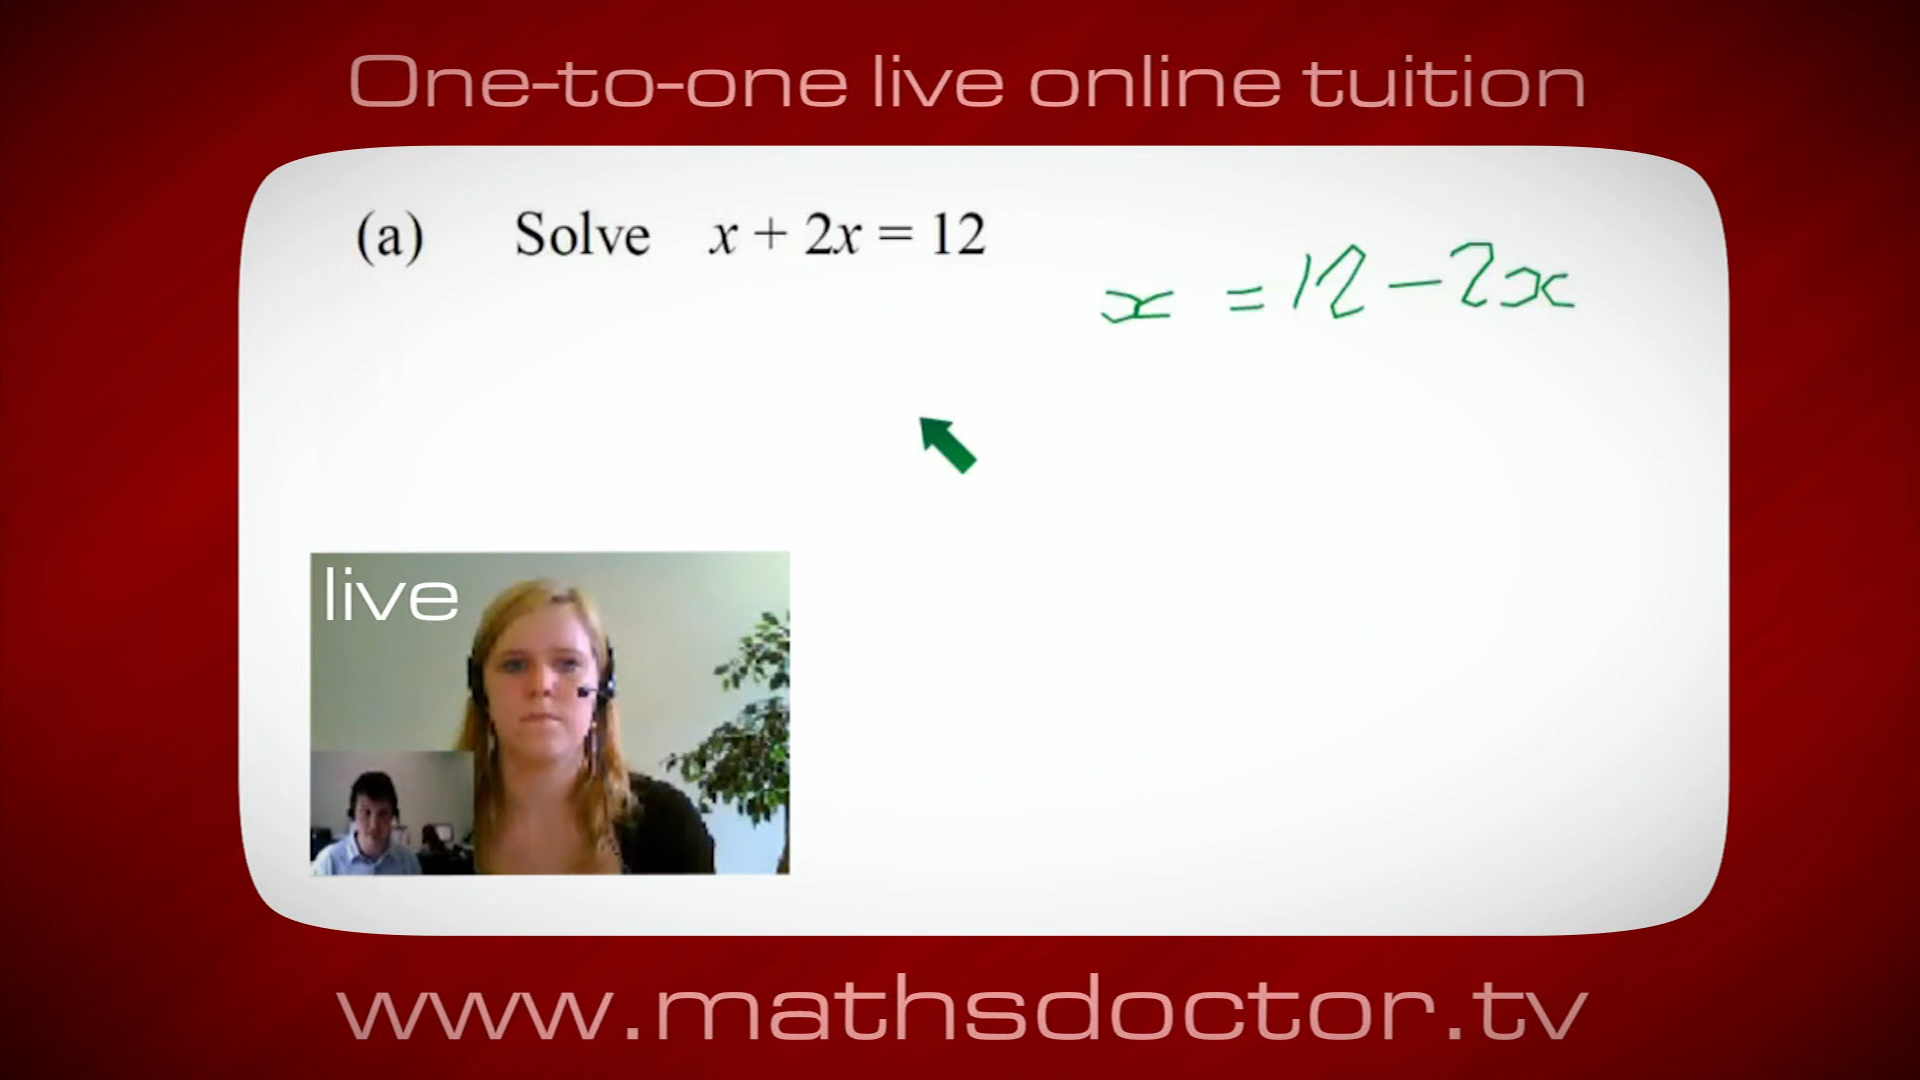 One-to-one live online tuition
(a) Solve x + 2x = 12
x = 12 - 2x
live
www.mathsdoctor.tv